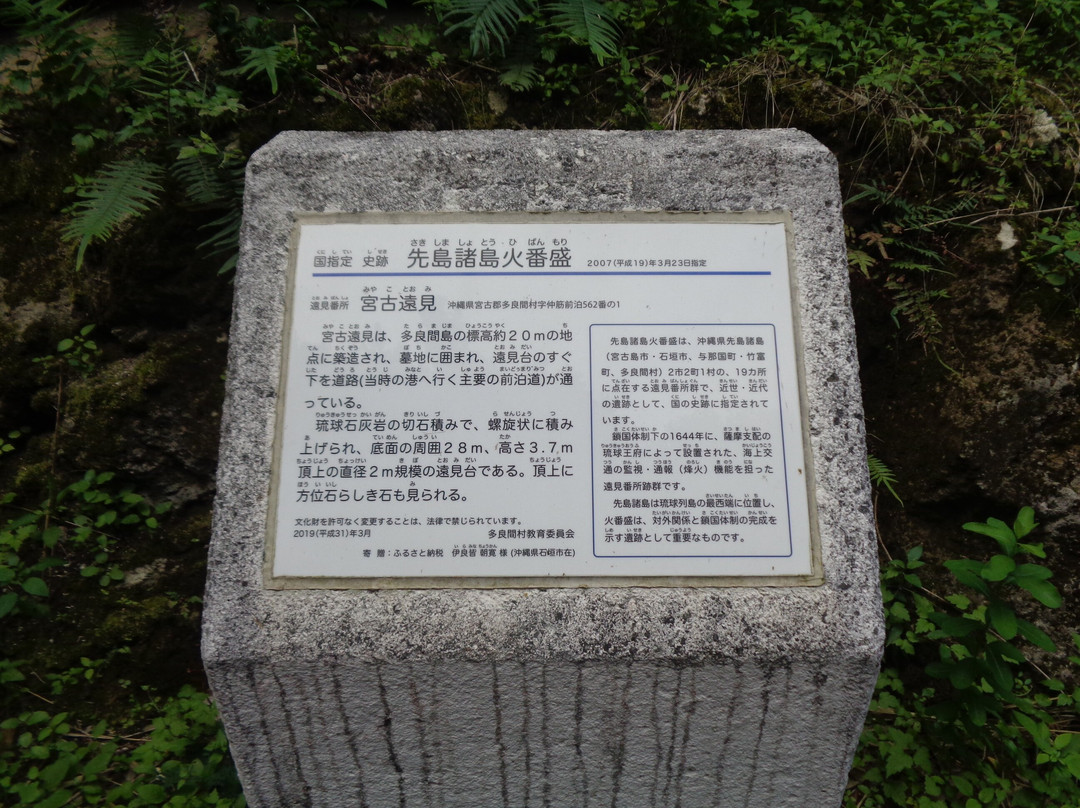 国指定 史跡 先島諸島火番盛 2007(平成19)年3月23日指定
遠見番所 宮古遠見 沖縄県宮古郡多良間村字仲筋前泊562番の1
宮古遠見は、多良間島の標高約20mの地
点に築造され、墓地に囲まれ、遠見台のすぐ
下を道路(当時の港へ行く主要の前泊道)が通
っている。
琉球石灰岩の切石積みで、螺旋状に積み
上げられ、底面の周囲28m、高さ3.7m
頂上の直径2m規模の遠見台である。頂上に
方位石らしき石も見られる。
文化財を許可なく変更することは、法律で禁じられています。
2019(平成31)年3月 多良間村教育委員会
寄 贈：ふるさと納税 伊良皆 朝寛 様 (沖縄県石垣市在)
先島諸島火番盛は、沖縄県先島諸島
(宮古島市・石垣市、与那国町・竹富
町、多良間村)2市2町1村の、19カ所
に点在する遠見番所群で、近世・近代
の遺跡として、国の史跡に指定されて
います。
鎖国体制下の1644年に、薩摩支配の
琉球王府によって設置された、海上交
通の監視・通報(烽火)機能を担った
遠見番所跡群です。
先島諸島は琉球列島の最西端に位置し、
火番盛は、対外関係と鎖国体制の完成を
示す遺跡として重要なものです。